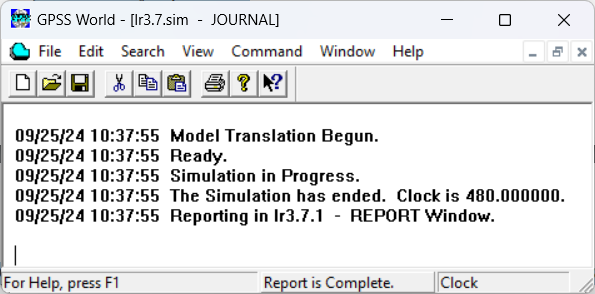 GPSS World - [lr3.7.sim - JOURNAL]
File Edit Search View Command Window Help
09/25/24 10:37:55 Model Translation Begun.
09/25/24 10:37:55 Ready.
09/25/24 10:37:55 Simulation in Progress.
09/25/24 10:37:55 The Simulation has ended. Clock is 480.000000.
09/25/24 10:37:55 Reporting in lr3.7.1 - REPORT Window.
For Help, press F1 Report is Complete. Clock